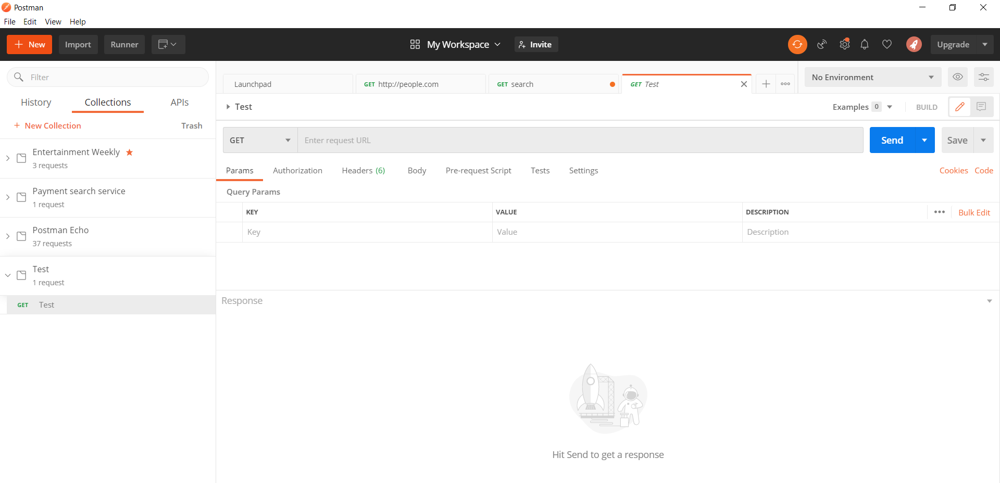 Postman
File Edit View Help
New Import Runner My Workspace Invite Upgrade
Filter
History Collections APIs
New Collection Trash
Entertainment Weekly
3 requests
Payment search service
1 request
Postman Echo
37 requests
Test
1 request
GET Test
Launchpad GET http://people.com GET search GET Test No Environment
Test Examples 0 BUILD
GET Enter request URL Send Save
Params Authorization Headers (6) Body Pre-request Script Tests Settings Cookies Code
Query Params
KEY VALUE DESCRIPTION Bulk Edit
Key Value Description
Response
Hit Send to get a response